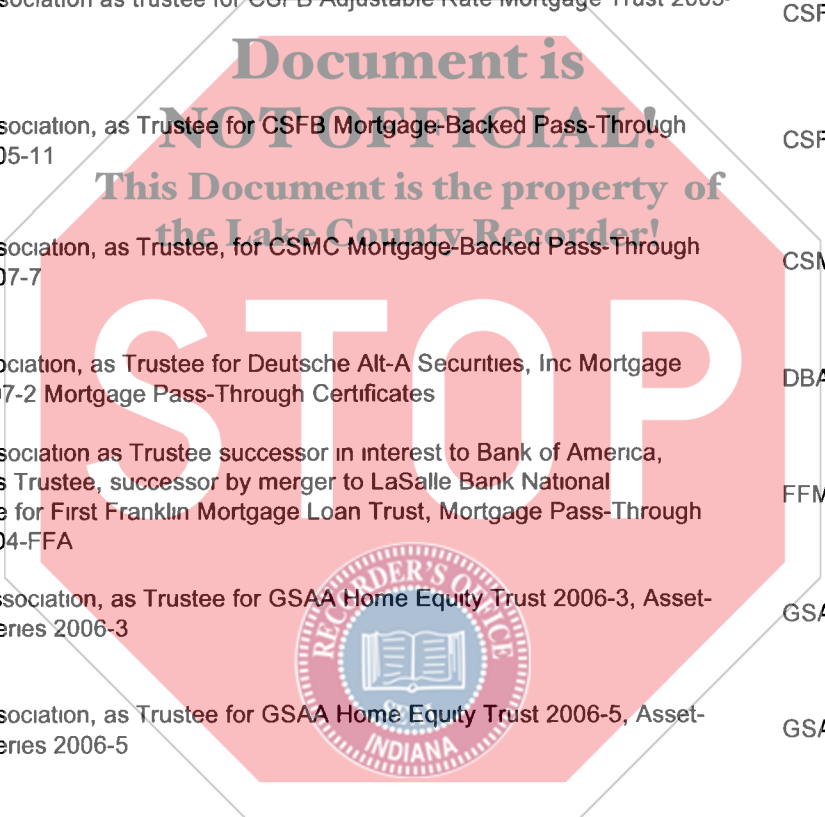 sociation as trustee for CSFB Adjustable Rate Mortgage Trust 2005-
CSF
Document is
NOT OFFICIAL!
sociation, as Trustee for CSFB Mortgage-Backed Pass-Through
05-11
CSF
This Document is the property of
the Lake County Recorder!
sociation, as Trustee, for CSMC Mortgage-Backed Pass-Through
07-7
CSM
STOP
ociation, as Trustee for Deutsche Alt-A Securities, Inc Mortgage
7-2 Mortgage Pass-Through Certificates
DBA
sociation as Trustee successor in interest to Bank of America,
s Trustee, successor by merger to LaSalle Bank National
e for First Franklin Mortgage Loan Trust, Mortgage Pass-Through
04-FFA
FFM
ssociation, as Trustee for GSAA Home Equity Trust 2006-3, Asset-
eries 2006-3
GSA
RECORDER'S OFFICE
SEAL
INDIANA
sociation, as Trustee for GSAA Home Equity Trust 2006-5, Asset-
eries 2006-5
GSA